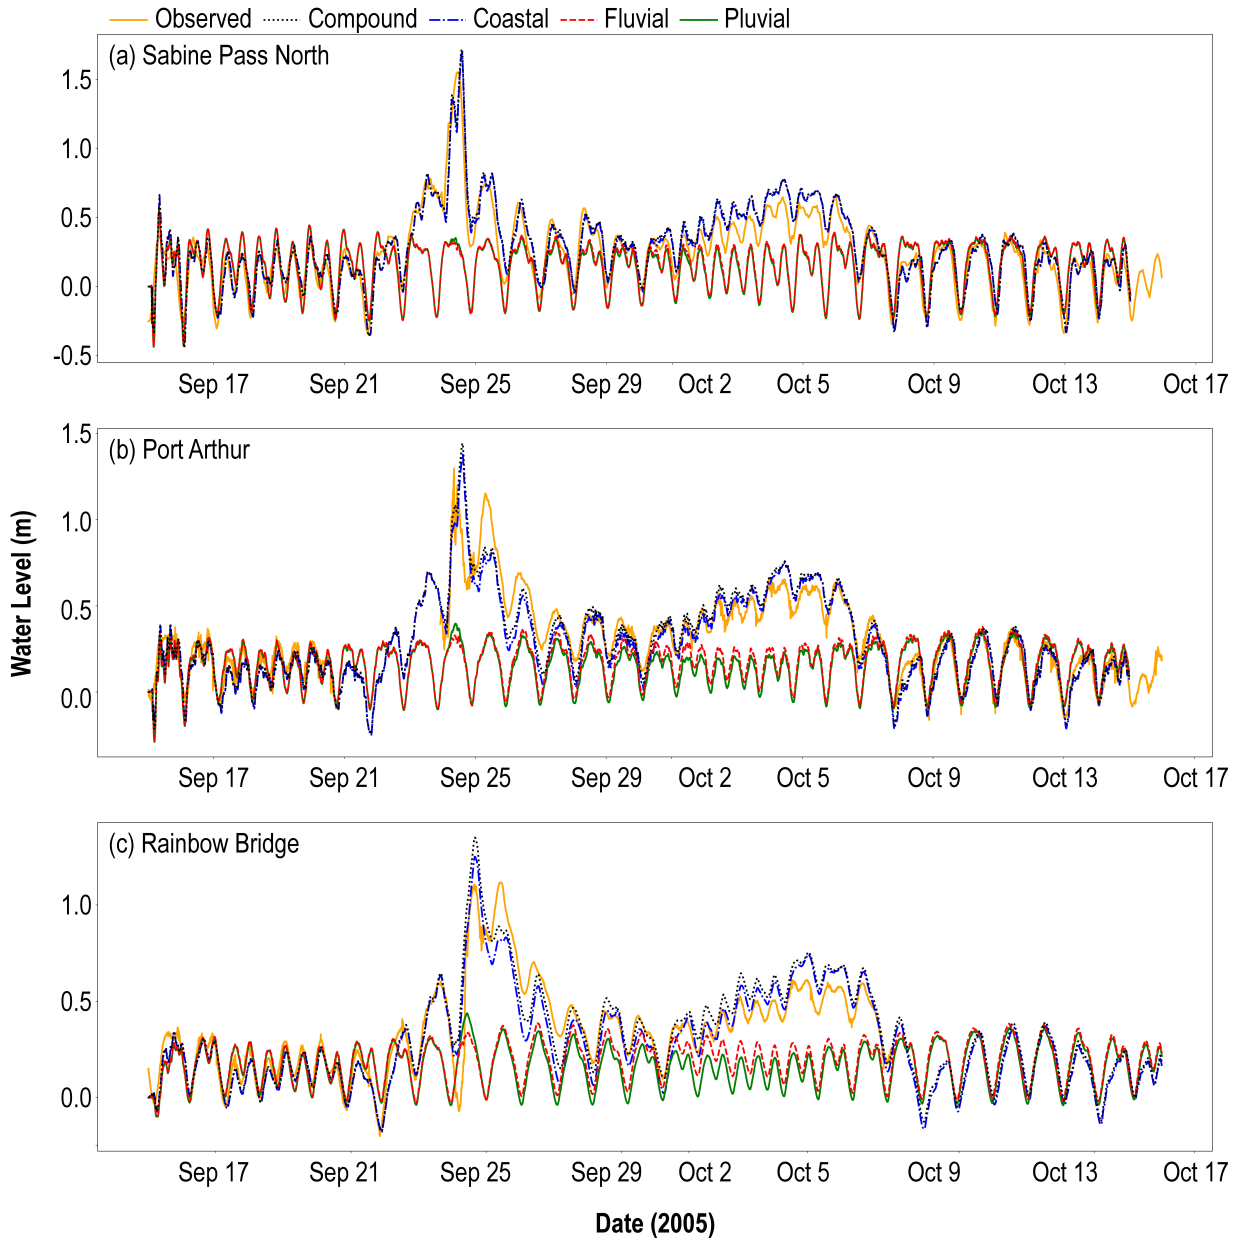 Observed Compound Coastal Fluvial Pluvial
(a) Sabine Pass North
1.5
1.0
0.5
0.0
-0.5
Sep 17 Sep 21 Sep 25 Sep 29 Oct 2 Oct 5 Oct 9 Oct 13 Oct 17
(b) Port Arthur
1.5
1.0
0.5
0.0
Water Level (m)
Sep 17 Sep 21 Sep 25 Sep 29 Oct 2 Oct 5 Oct 9 Oct 13 Oct 17
(c) Rainbow Bridge
1.0
0.5
0.0
Sep 17 Sep 21 Sep 25 Sep 29 Oct 2 Oct 5 Oct 9 Oct 13 Oct 17
Date (2005)